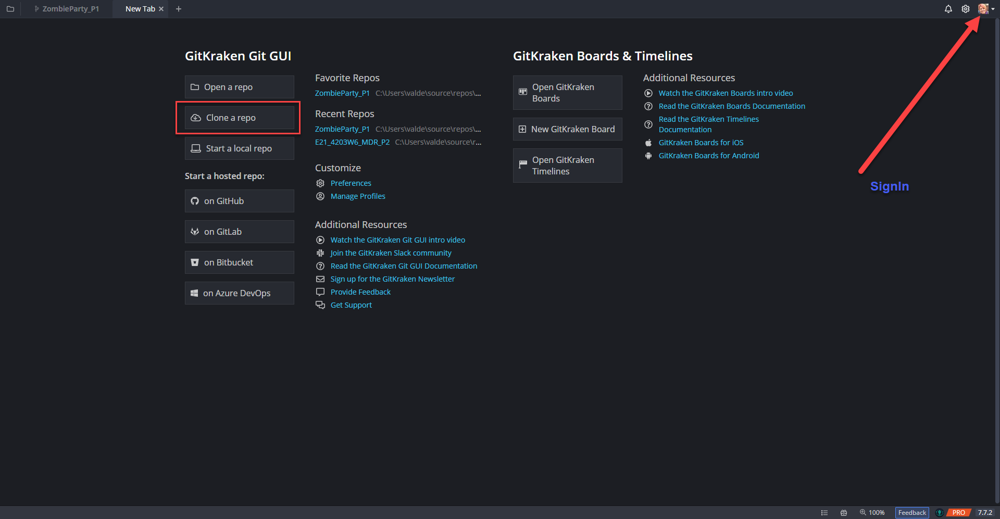 ZombieParty_P1
New Tab
GitKraken Git GUI
Open a repo
Clone a repo
Start a local repo
Start a hosted repo:
on GitHub
on GitLab
on Bitbucket
on Azure DevOps
Favorite Repos
ZombieParty_P1 C:\Users\valde\source\repos\...
Recent Repos
ZombieParty_P1 C:\Users\valde\source\repos\...
E21_4203W6_MDR_P2 C:\Users\valde\source\r...
Customize
Preferences
Manage Profiles
Additional Resources
Watch the GitKraken Git GUI intro video
Join the GitKraken Slack community
Read the GitKraken Git GUI Documentation
Sign up for the GitKraken Newsletter
Provide Feedback
Get Support
GitKraken Boards & Timelines
Open GitKraken
Boards
New GitKraken Board
Open GitKraken
Timelines
Additional Resources
Watch the GitKraken Boards intro video
Read the GitKraken Boards Documentation
Read the GitKraken Timelines
Documentation
GitKraken Boards for iOS
GitKraken Boards for Android
SignIn
100%
Feedback
PRO
7.7.2